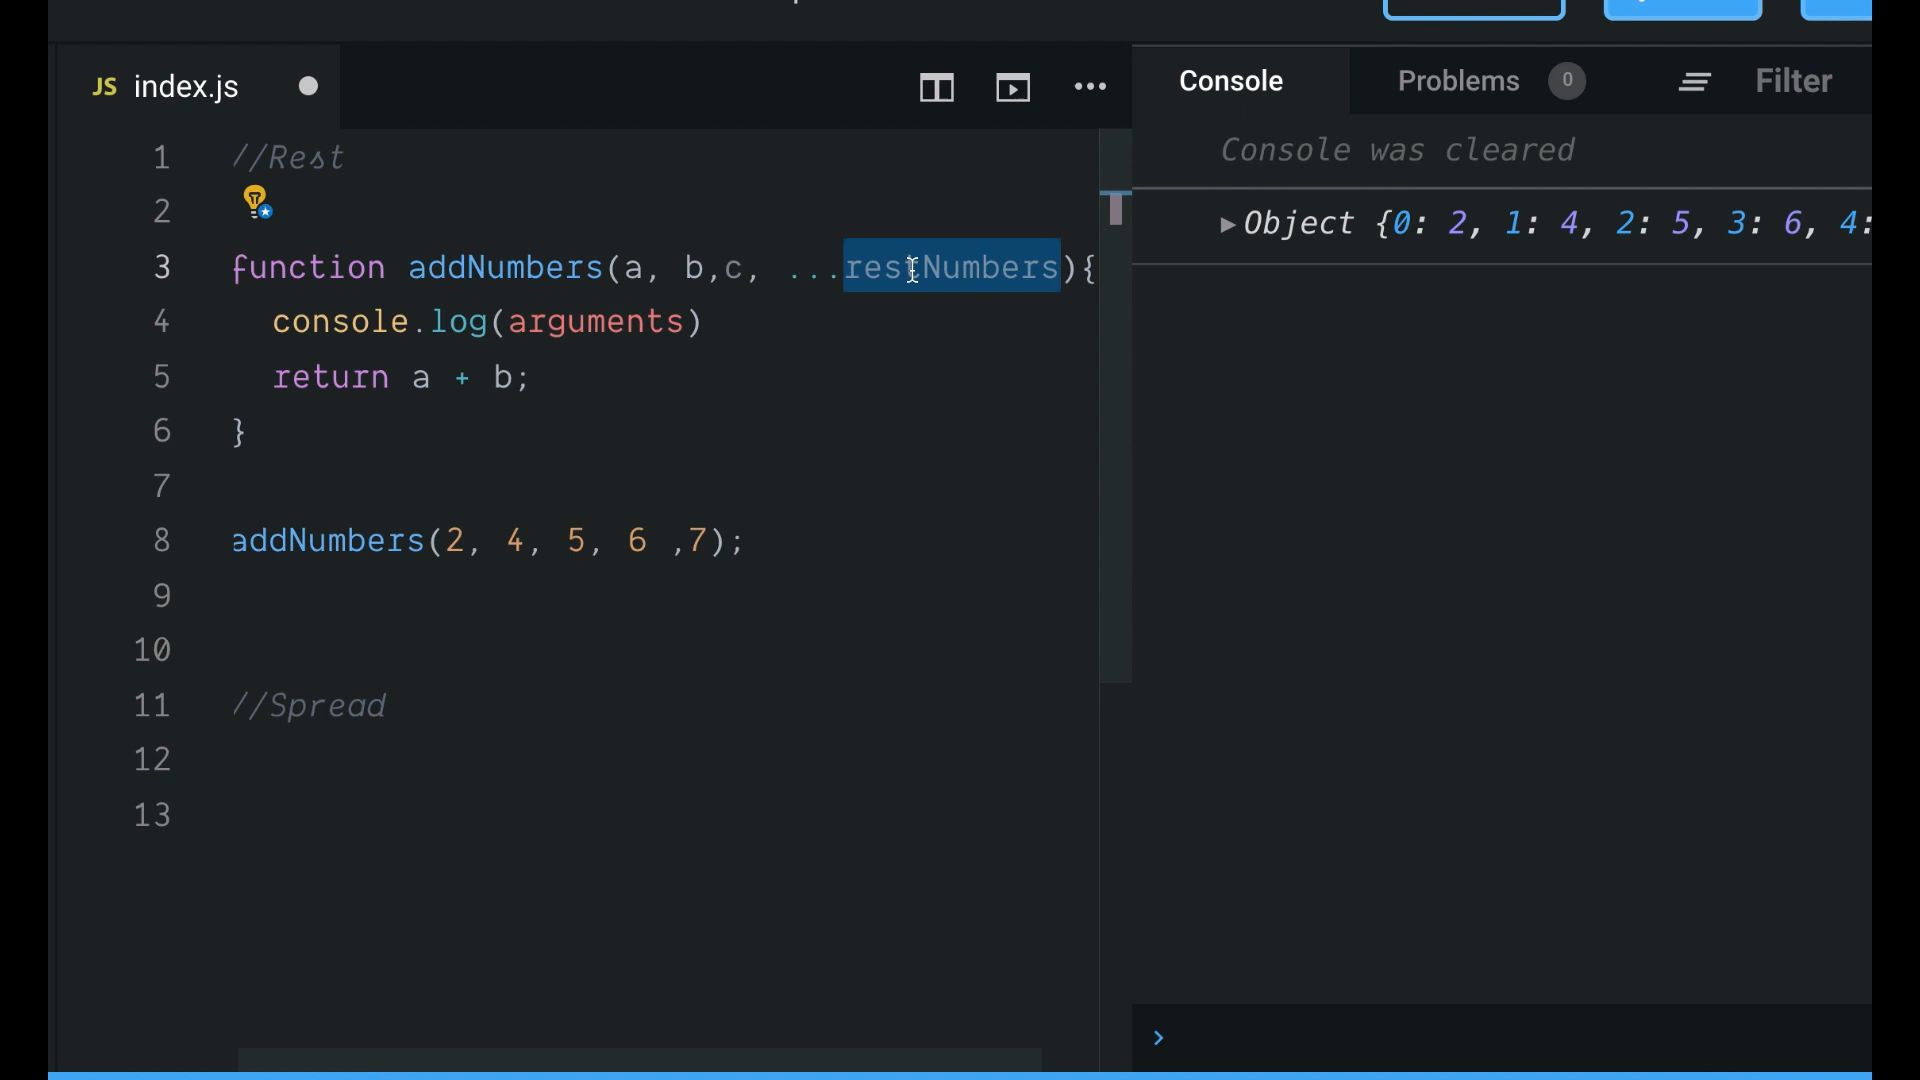 JS index.js
Console Problems 0 Filter
1 //Rest
2
3 function addNumbers(a, b,c, ...restNumbers){
4 console.log(arguments)
5 return a + b;
6 }
7
8 addNumbers(2, 4, 5, 6 ,7);
9
10
11 //Spread
12
13
Console was cleared
▶Object {0: 2, 1: 4, 2: 5, 3: 6, 4:
›